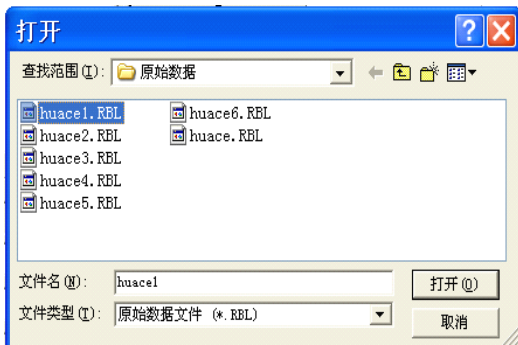 打开
查找范围(I): 原始数据
huace1.RBL
huace2.RBL
huace3.RBL
huace4.RBL
huace5.RBL
huace6.RBL
huace.RBL
文件名(N): huace1
打开(O)
文件类型(T): 原始数据文件 (*.RBL)
取消